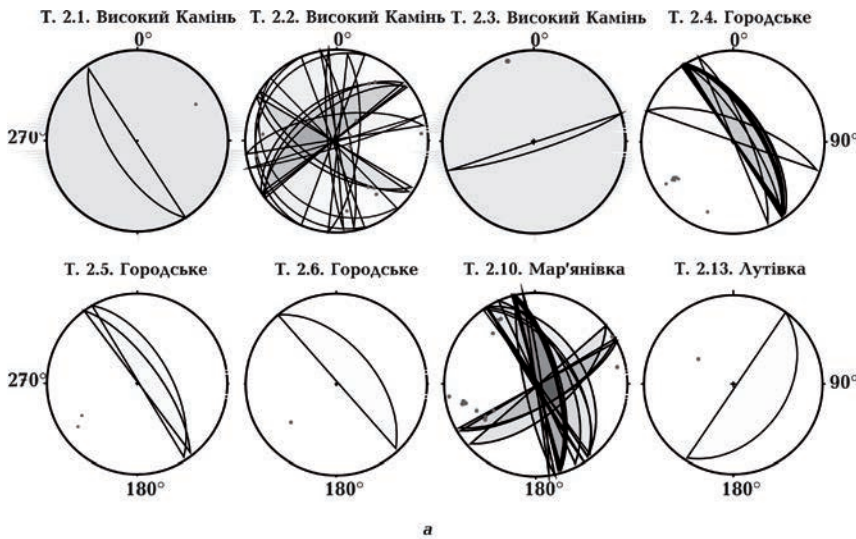 Т. 2.1. Високий Камінь Т. 2.2. Високий Камінь Т. 2.3. Високий Камінь Т. 2.4. Городське
0° 0° 0° 0°
270° 90°
Т. 2.5. Городське Т. 2.6. Городське Т. 2.10. Мар'янівка Т. 2.13. Лутівка
270° 90°
180° 180° 180° 180°
а